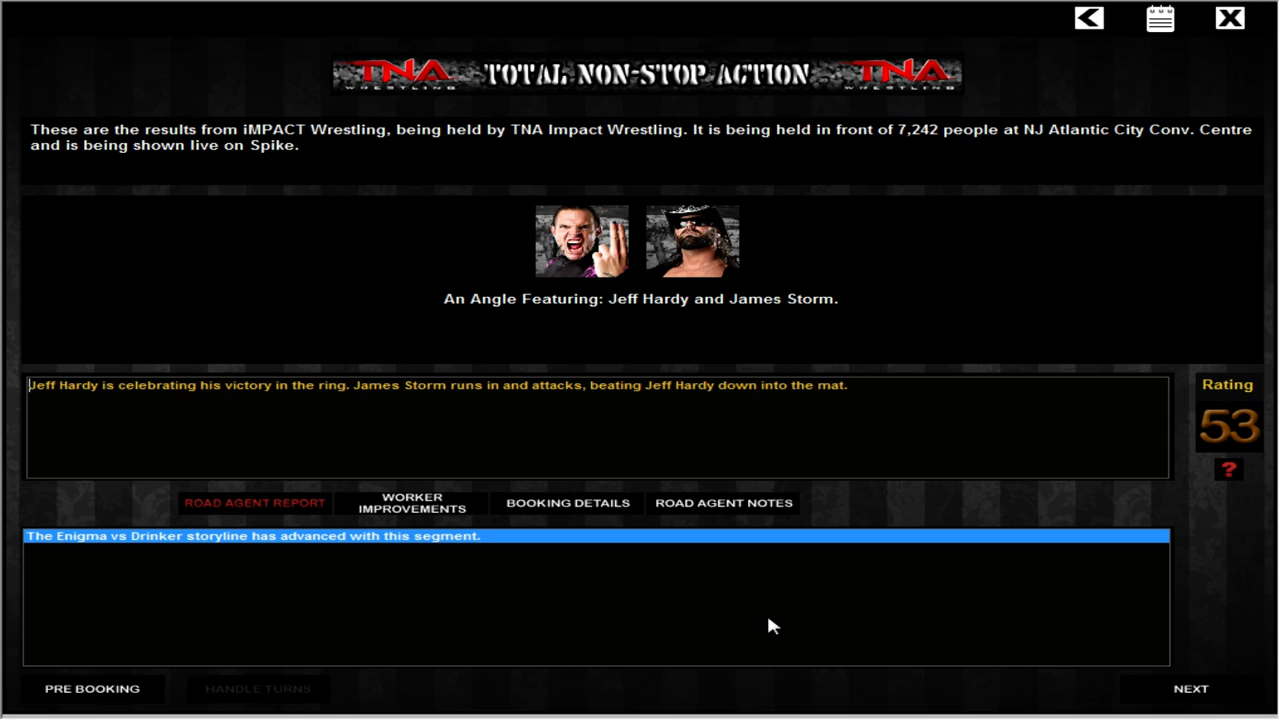 TNA WRESTLING TOTAL NON-STOP ACTION TNA WRESTLING
These are the results from iMPACT Wrestling, being held by TNA Impact Wrestling. It is being held in front of 7,242 people at NJ Atlantic City Conv. Centre
and is being shown live on Spike.
An Angle Featuring: Jeff Hardy and James Storm.
Jeff Hardy is celebrating his victory in the ring. James Storm runs in and attacks, beating Jeff Hardy down into the mat.
Rating
53
?
ROAD AGENT REPORT
WORKER
IMPROVEMENTS
BOOKING DETAILS
ROAD AGENT NOTES
The Enigma vs Drinker storyline has advanced with this segment.
PRE BOOKING
HANDLE TURNS
NEXT